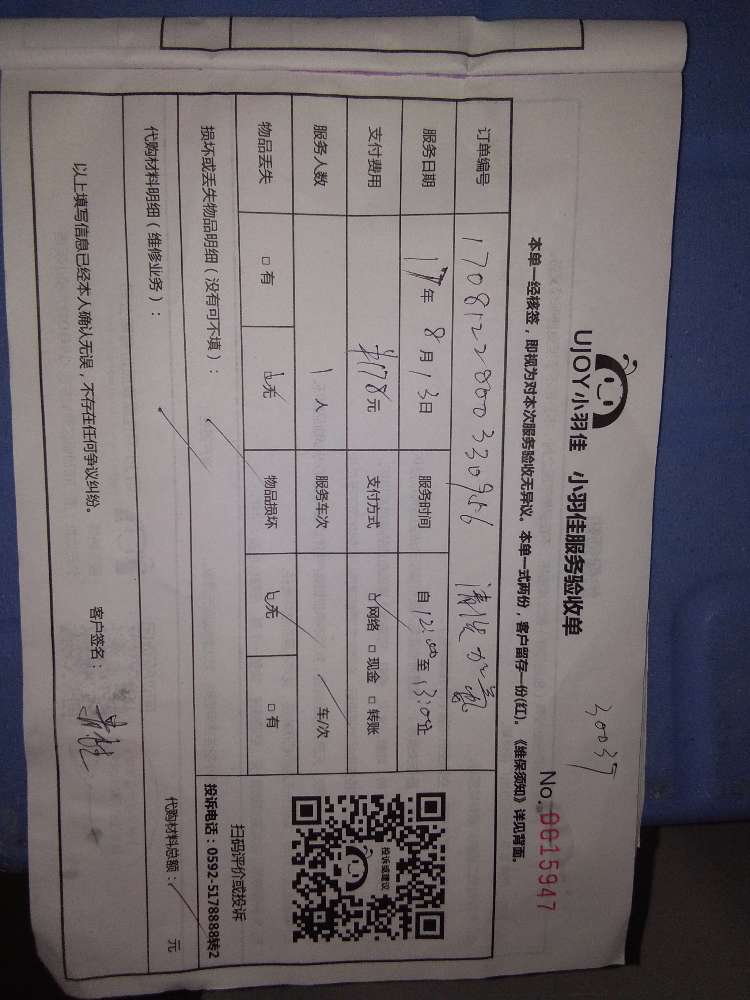 30037
UJOY小羽佳 小羽佳服务验收单
No. 0015947
本单一经核签，即视为对本次服务验收无异议。本单一式两份，客户留存一份(红)。《维保须知》详见背面。
订单编号 1708122000330956 清洗加氟
服务日期 17年 8月 13日 服务时间 自 12:00 至 13:00止
支付费用 ¥178元 支付方式 ☑网络 □现金 □转账
服务人数 1 人 服务车次 车/次
物品丢失 □有 ☑无 物品损坏 ☑无 □有
投诉或建议
扫码评价或投诉
投诉电话：0592-5178888转2
损坏或丢失物品明细（没有可不填）：
代购材料明细（维修业务）：
代购材料总额： 元
以上填写信息已经本人确认无误，不存在任何争议纠纷。
客户签名：